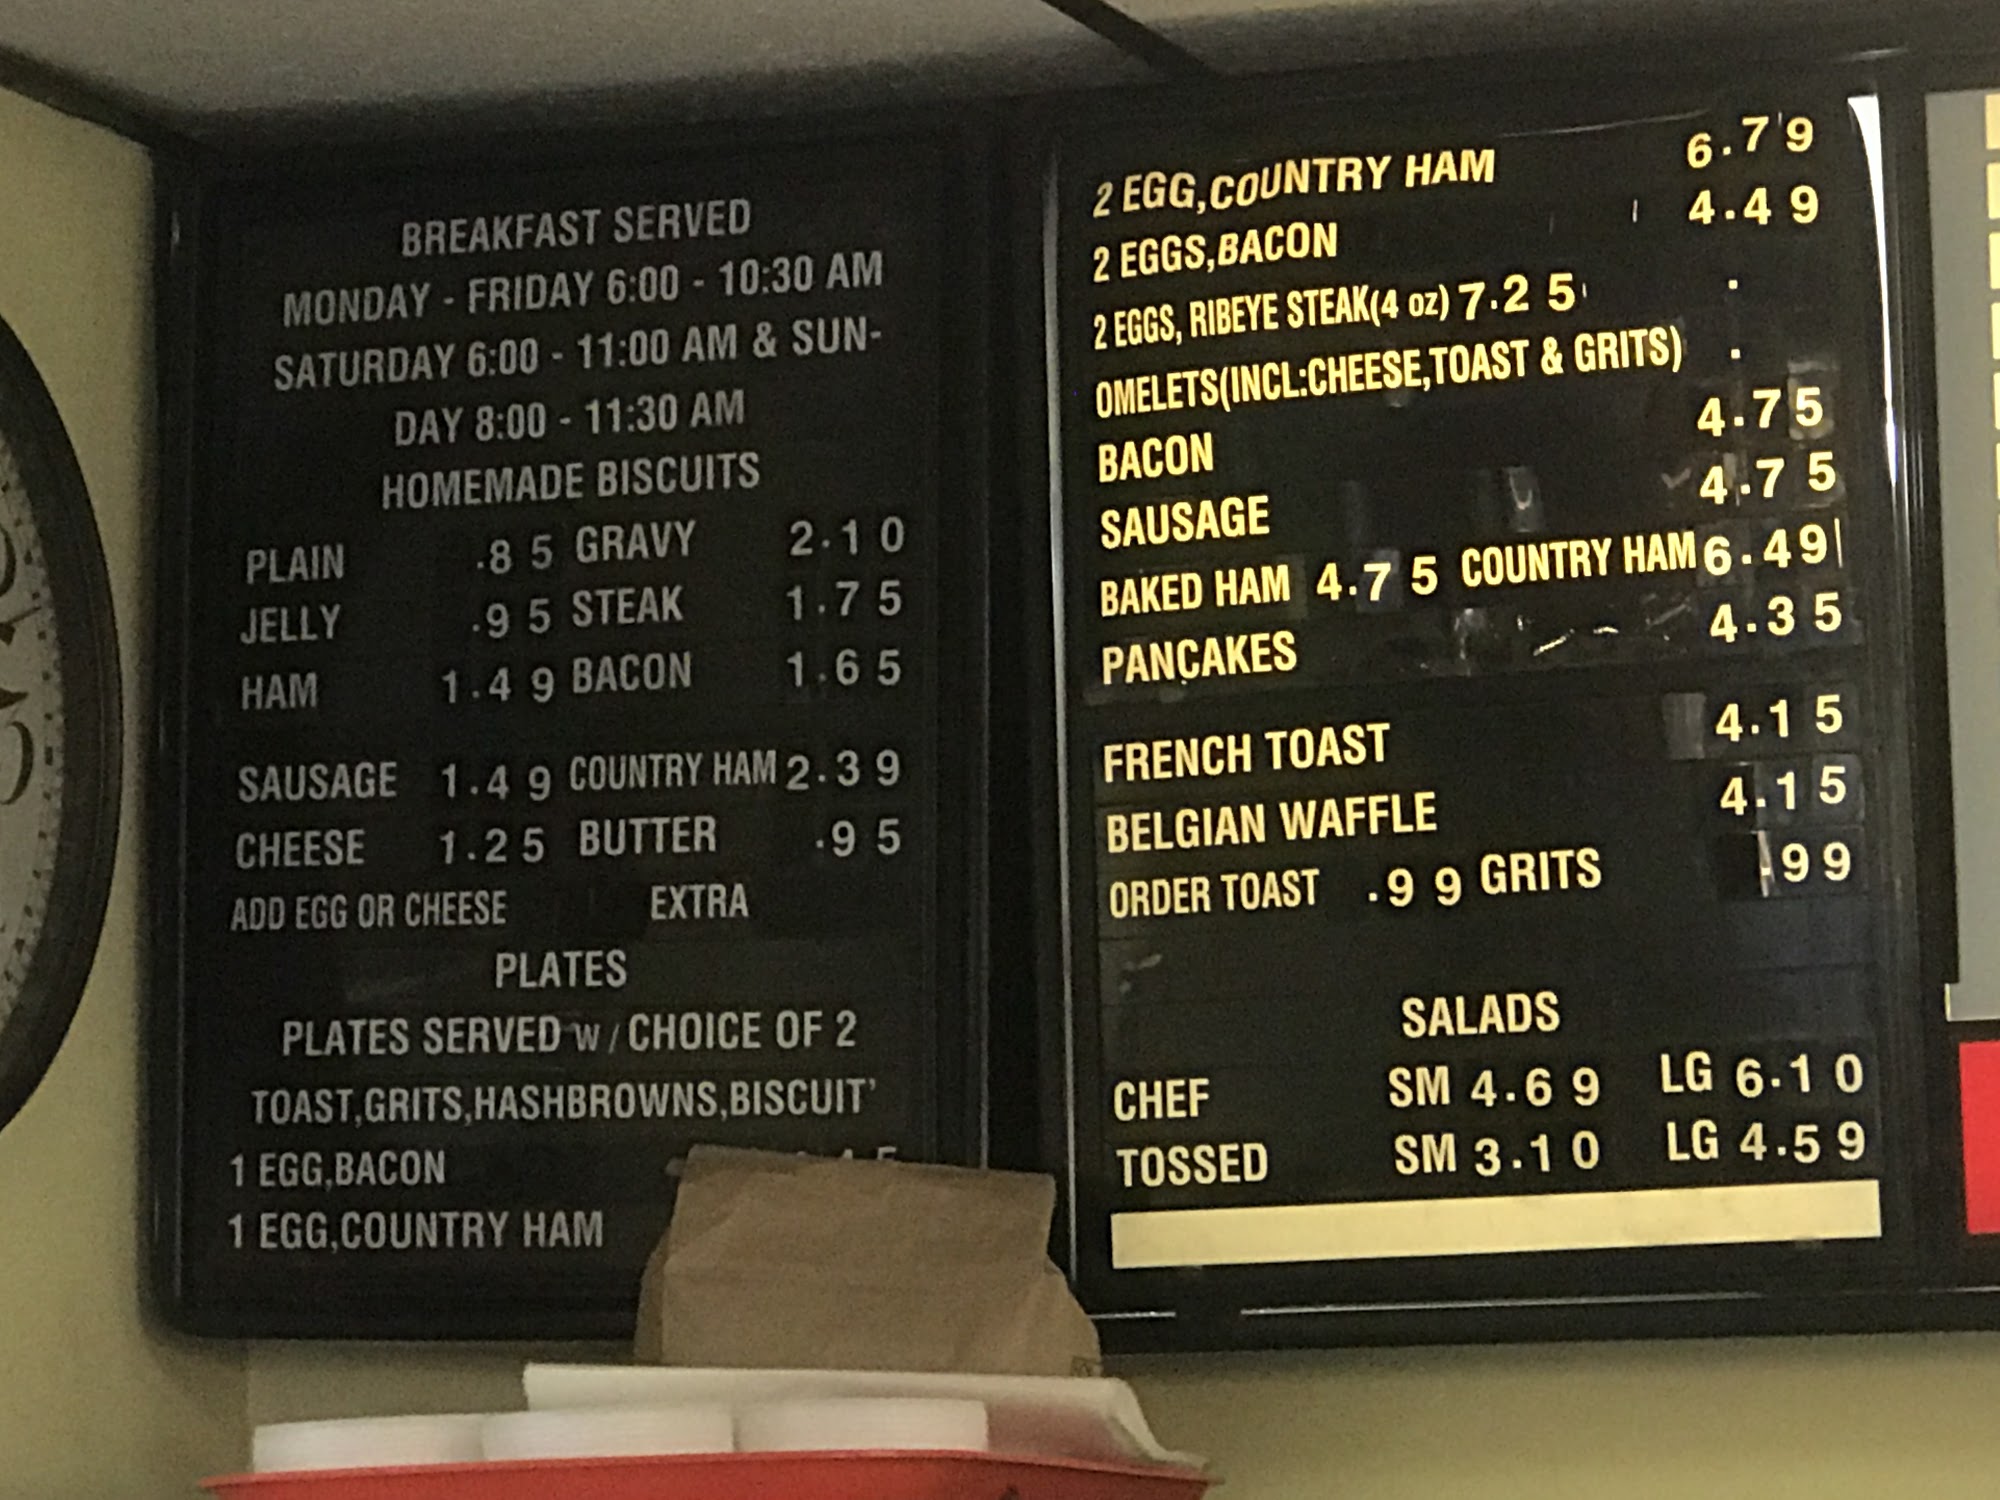 BREAKFAST SERVED
MONDAY - FRIDAY 6:00 - 10:30 AM
SATURDAY 6:00 - 11:00 AM & SUN-
DAY 8:00 - 11:30 AM
HOMEMADE BISCUITS
PLAIN .85 GRAVY 2.10
JELLY .95 STEAK 1.75
HAM 1.49 BACON 1.65
SAUSAGE 1.49 COUNTRY HAM 2.39
CHEESE 1.25 BUTTER .95
ADD EGG OR CHEESE EXTRA
PLATES
PLATES SERVED w/ CHOICE OF 2
TOAST,GRITS,HASHBROWNS,BISCUIT'
1 EGG,BACON
1 EGG,COUNTRY HAM
2 EGG,COUNTRY HAM 6.79
2 EGGS,BACON 4.49
2 EGGS, RIBEYE STEAK(4 oz) 7.25
OMELETS(INCL:CHEESE,TOAST & GRITS)
BACON 4.75
SAUSAGE 4.75
BAKED HAM 4.75 COUNTRY HAM 6.49
PANCAKES 4.35
FRENCH TOAST 4.15
BELGIAN WAFFLE 4.15
ORDER TOAST .99 GRITS .99
SALADS
CHEF SM 4.69 LG 6.10
TOSSED SM 3.10 LG 4.59